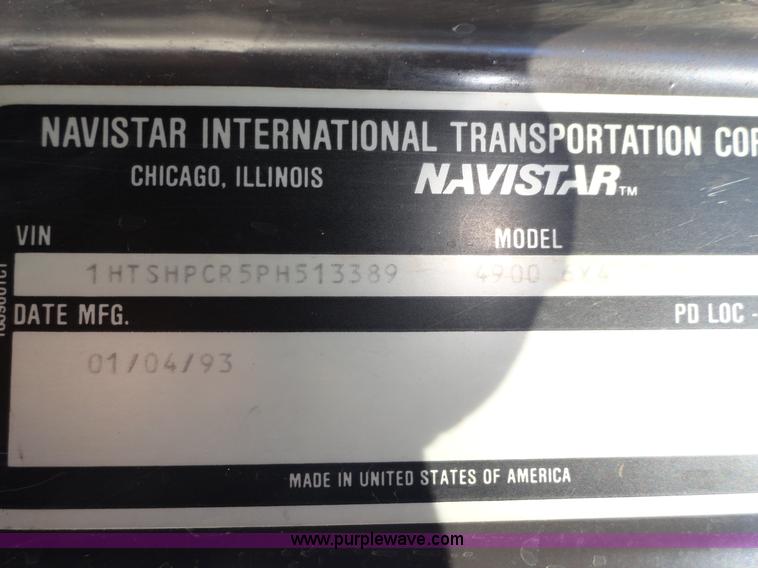 NAVISTAR INTERNATIONAL TRANSPORTATION COR
CHICAGO, ILLINOIS NAVISTAR™
VIN MODEL
1HTSHPCR5PH513389 4900 6X4
DATE MFG. PD LOC -
01/04/93
MADE IN UNITED STATES OF AMERICA
www.purplewave.com